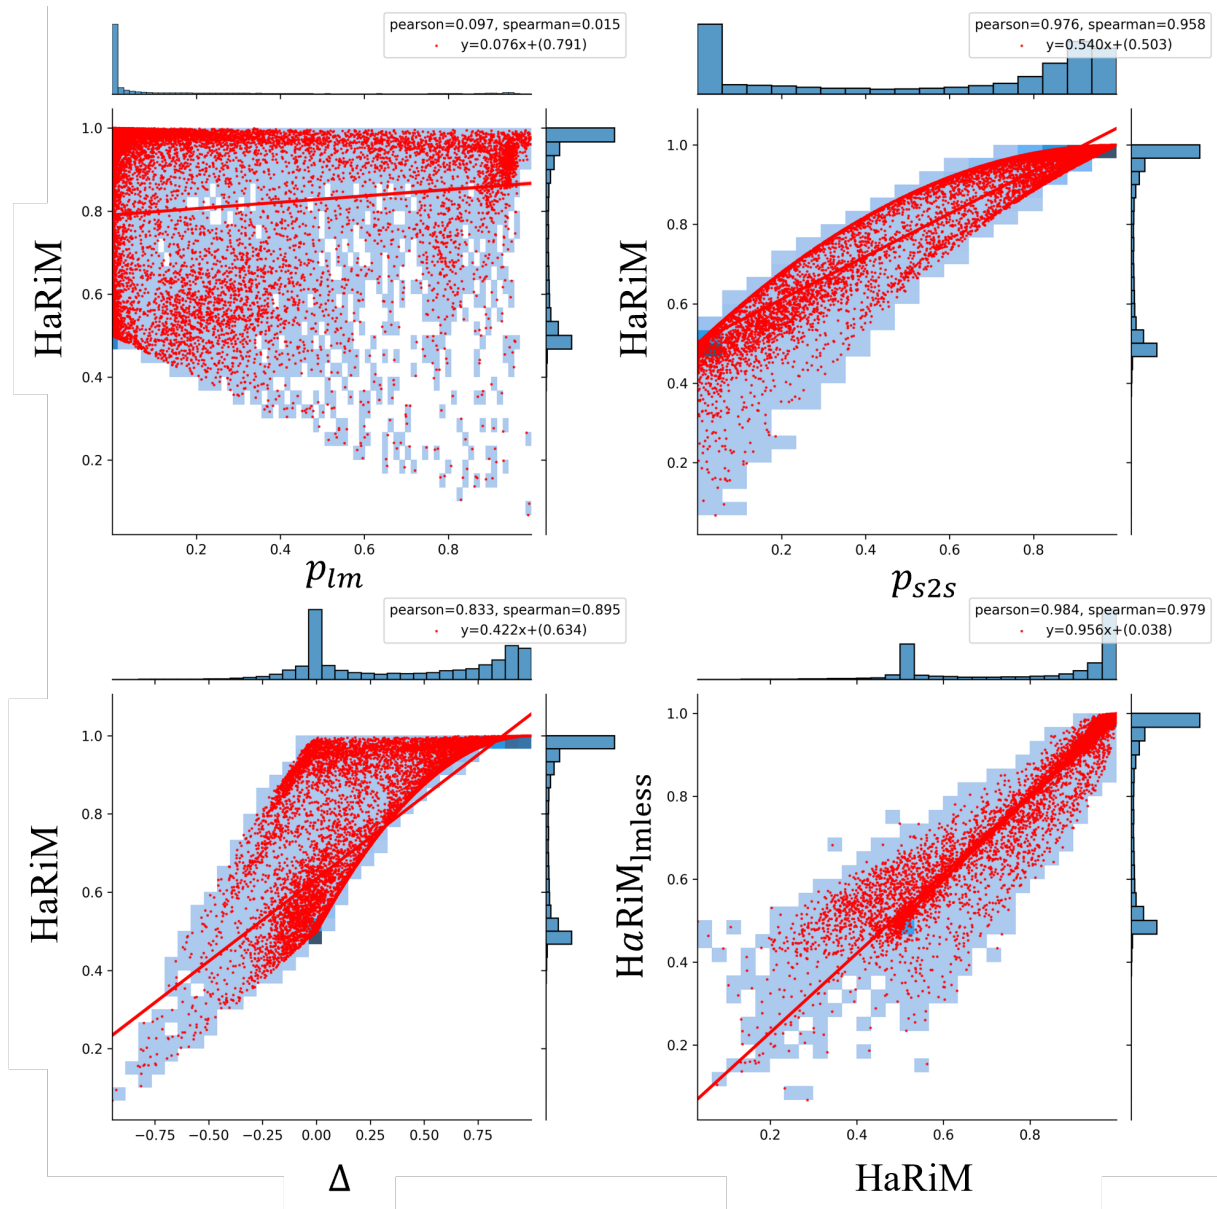 pearson=0.097, spearman=0.015
y=0.076x+(0.791)
HaRiM
1.0
0.8
0.6
0.4
0.2
0.2 0.4 0.6 0.8
p_lm
pearson=0.976, spearman=0.958
y=0.540x+(0.503)
HaRiM
1.0
0.8
0.6
0.4
0.2
0.2 0.4 0.6 0.8
p_s2s
pearson=0.833, spearman=0.895
y=0.422x+(0.634)
HaRiM
1.0
0.8
0.6
0.4
0.2
−0.75 −0.50 −0.25 0.00 0.25 0.50 0.75
Δ
pearson=0.984, spearman=0.979
y=0.956x+(0.038)
HaRiM_lmless
1.0
0.8
0.6
0.4
0.2
0.2 0.4 0.6 0.8
HaRiM